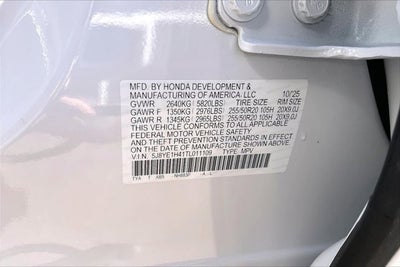 MFD. BY HONDA DEVELOPMENT &
MANUFACTURING OF AMERICA LLC 10/25
GVWR 2640KG 5820LBS TIRE SIZE RIM SIZE
GAWR F 1350KG 2976LBS 255/50R20 105H 20X9.0J
GAWR R 1345KG 2965LBS 255/50R20 105H 20X9.0J
THIS VEHICLE CONFORMS TO ALL APPLICABLE
FEDERAL MOTOR VEHICLE SAFETY
AND THEFT PREVENTION STANDARDS IN EFFECT
ON THE DATE OF MANUFACTURE SHOWN ABOVE.
V.I.N. 5J8YE1H41TL011109 TYPE: MPV
TYA A L